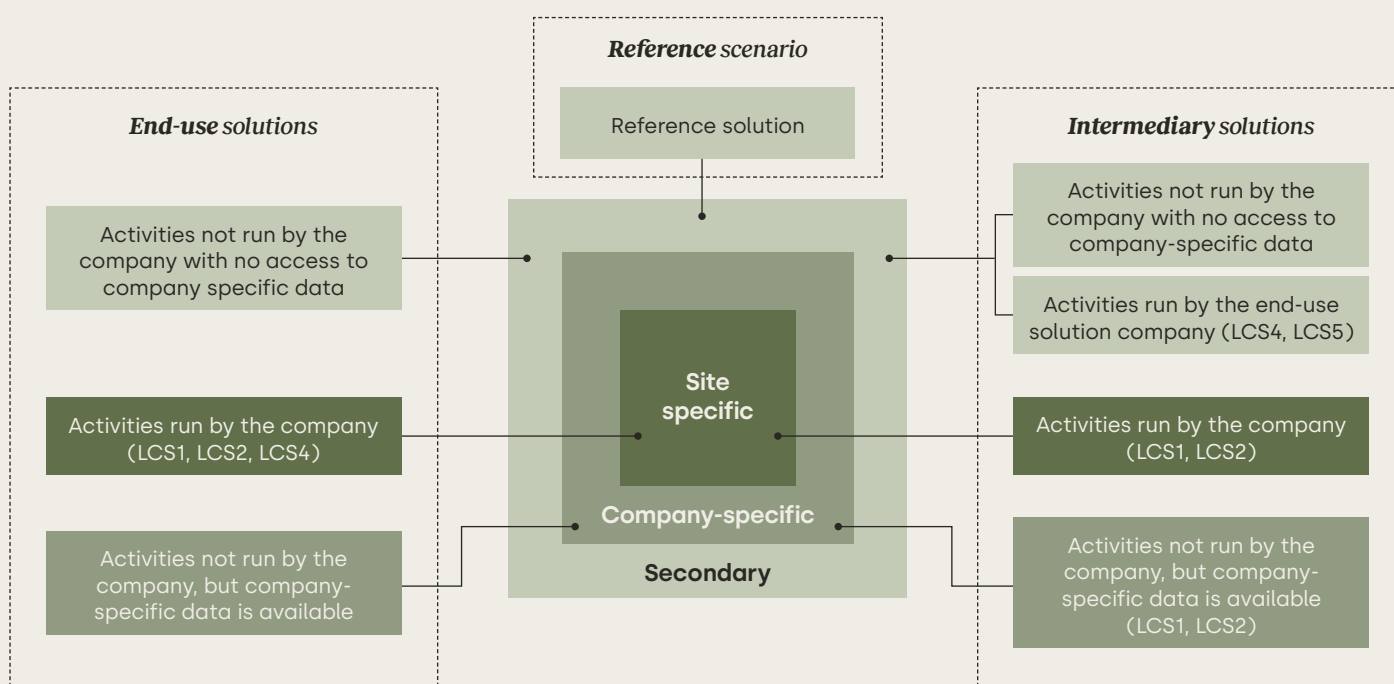 Reference scenario
Reference solution
End-use solutions
Activities not run by the
company with no access to
company specific data
Activities run by the company
(LCS1, LCS2, LCS4)
Activities not run by the
company, but company-
specific data is available
Site
specific
Company-specific
Secondary
Intermediary solutions
Activities not run by the
company with no access to
company-specific data
Activities run by the end-use
solution company (LCS4, LCS5)
Activities run by the company
(LCS1, LCS2)
Activities not run by the
company, but company-
specific data is available
(LCS1, LCS2)